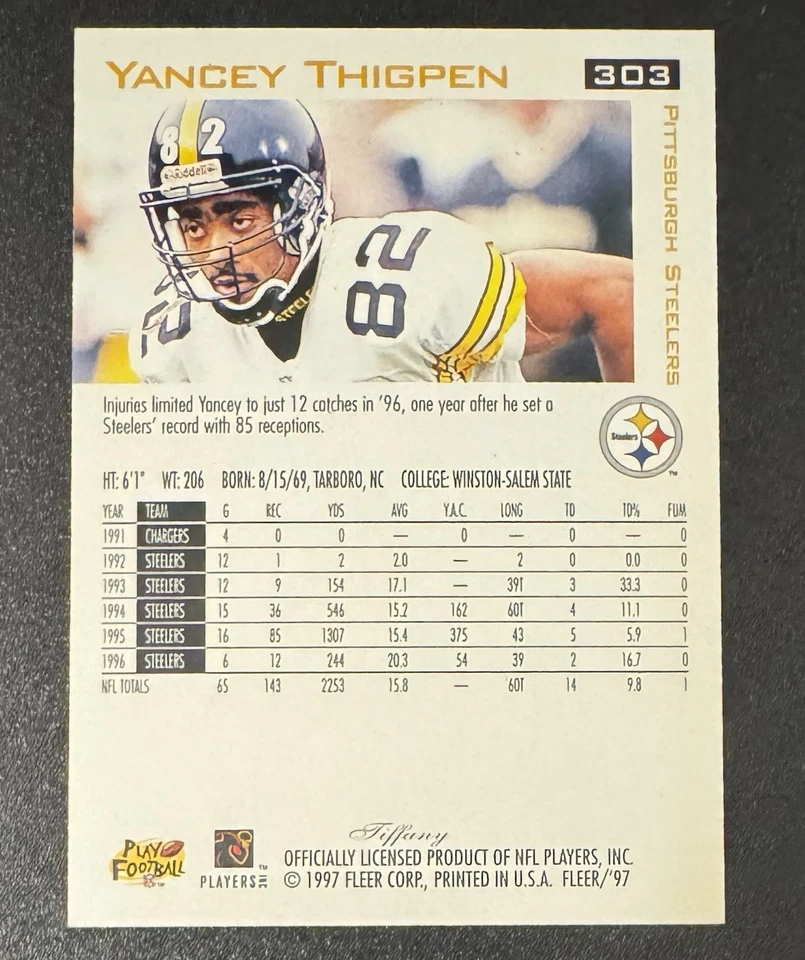 YANCEY THIGPEN
303
PITTSBURGH STEELERS
82
Riddell
82
STEELE
Injuries limited Yancey to just 12 catches in '96, one year after he set a
Steelers' record with 85 receptions.
Steelers
TM
HT: 6'1" WT: 206 BORN: 8/15/69, TARBORO, NC COLLEGE: WINSTON-SALEM STATE
YEAR TEAM G REC YDS AVG Y.A.C. LONG TD TD% FUM
1991 CHARGERS 4 0 0 — 0 — 0 — 0
1992 STEELERS 12 1 2 2.0 — 2 0 0.0 0
1993 STEELERS 12 9 154 17.1 — 39T 3 33.3 0
1994 STEELERS 15 36 546 15.2 162 60T 4 11.1 0
1995 STEELERS 16 85 1307 15.4 375 43 5 5.9 1
1996 STEELERS 6 12 244 20.3 54 39 2 16.7 0
NFL TOTALS 65 143 2253 15.8 — 60T 14 9.8 1
Tiffany
PLAY
FOOTBALL
TM
PLAYERS INC
TM
OFFICIALLY LICENSED PRODUCT OF NFL PLAYERS, INC.
© 1997 FLEER CORP., PRINTED IN U.S.A. FLEER/'97